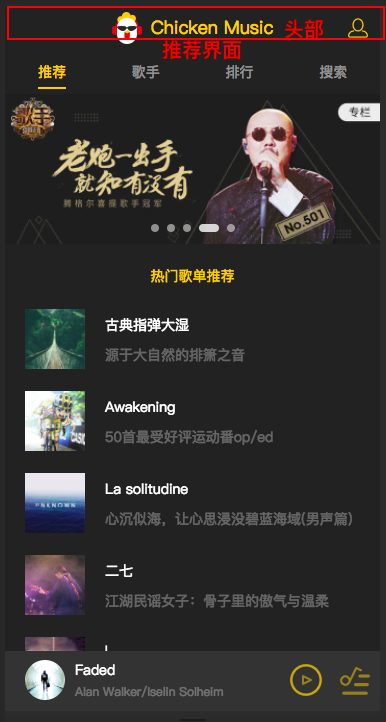 Chicken Music 头部
推荐界面
推荐 歌手 排行 搜索
歌手
专栏
老炮一出手
就知有没有
腾格尔喜提歌手冠军
No.501
热门歌单推荐
古典指弹大湿
源于大自然的排箫之音
Awakening
50首最受好评运动番op/ed
La solitudine
心沉似海，让心思漫没碧蓝海域(男声篇)
UNKNOWN
二七
江湖民谣女子：骨子里的傲气与温柔
Faded
Alan Walker/Iselin Solheim